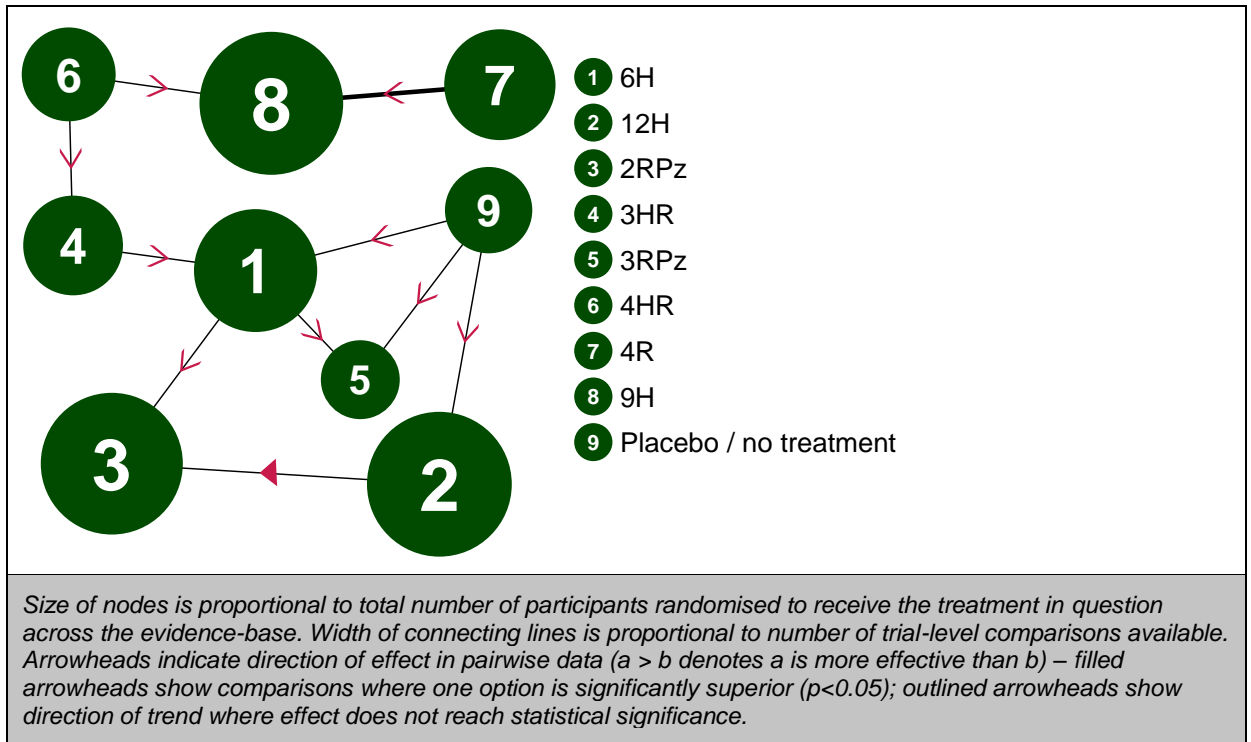 6
8
7
9
4
1
5
3
2
1 6H
2 12H
3 2RPz
4 3HR
5 3RPz
6 4HR
7 4R
8 9H
9 Placebo / no treatment
Size of nodes is proportional to total number of participants randomised to receive the treatment in question
across the evidence-base. Width of connecting lines is proportional to number of trial-level comparisons available.
Arrowheads indicate direction of effect in pairwise data (a > b denotes a is more effective than b) – filled
arrowheads show comparisons where one option is significantly superior (p<0.05); outlined arrowheads show
direction of trend where effect does not reach statistical significance.